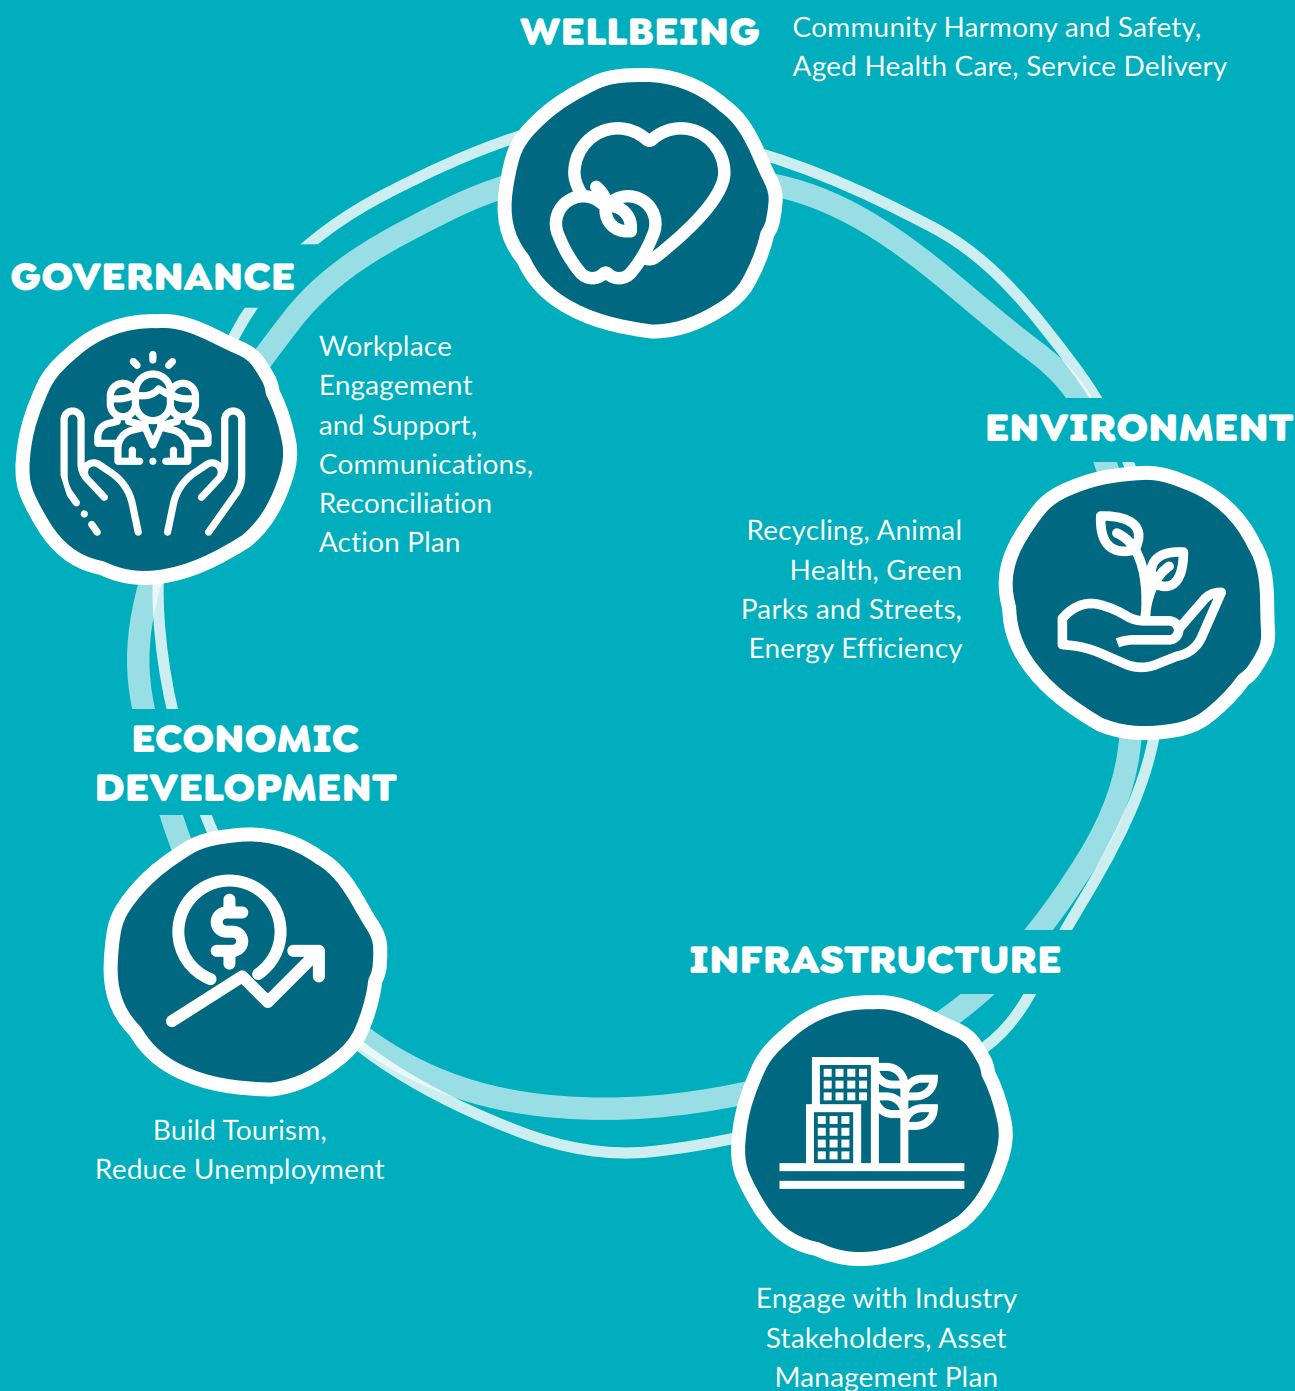 WELLBEING
Community Harmony and Safety,
Aged Health Care, Service Delivery
GOVERNANCE
Workplace
Engagement
and Support,
Communications,
Reconciliation
Action Plan
ENVIRONMENT
Recycling, Animal
Health, Green
Parks and Streets,
Energy Efficiency
ECONOMIC
DEVELOPMENT
$
Build Tourism,
Reduce Unemployment
INFRASTRUCTURE
Engage with Industry
Stakeholders, Asset
Management Plan